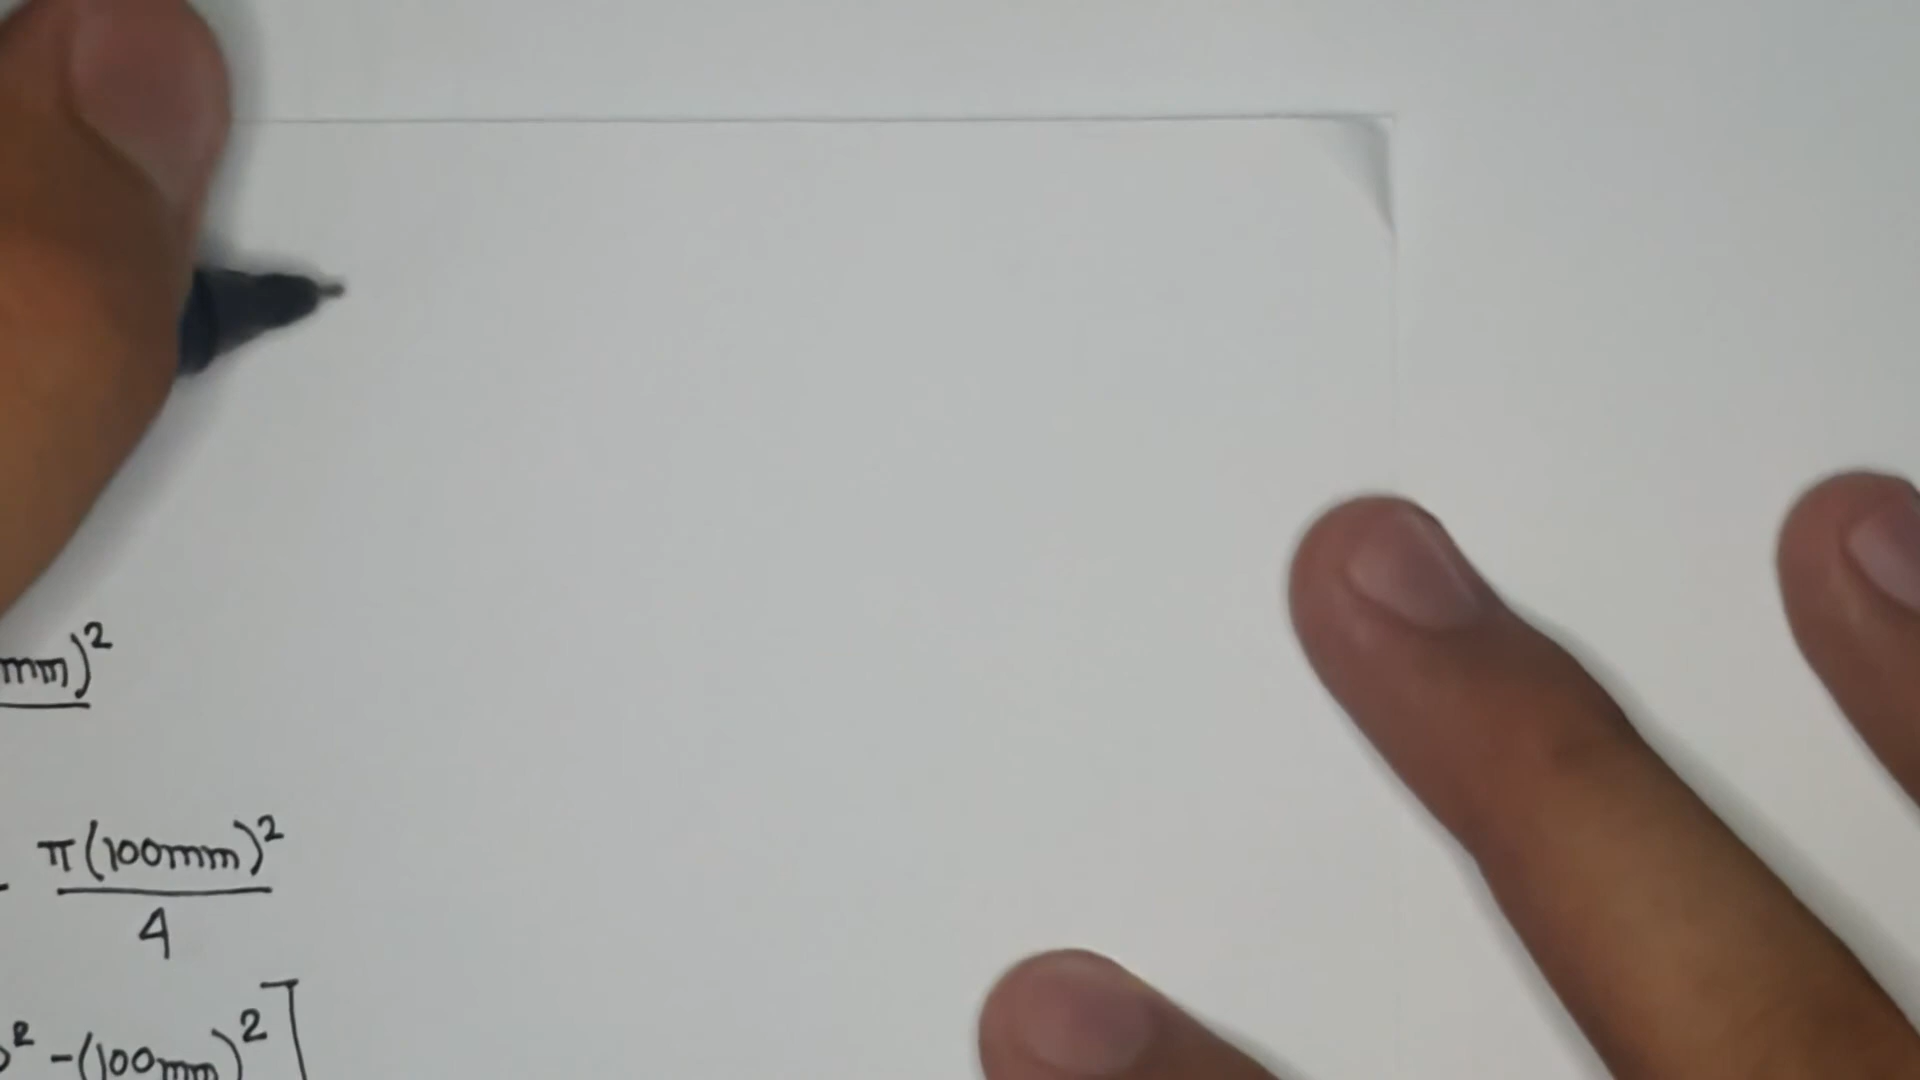 mm)²
- π(100mm)²
4
² -(100mm)²]